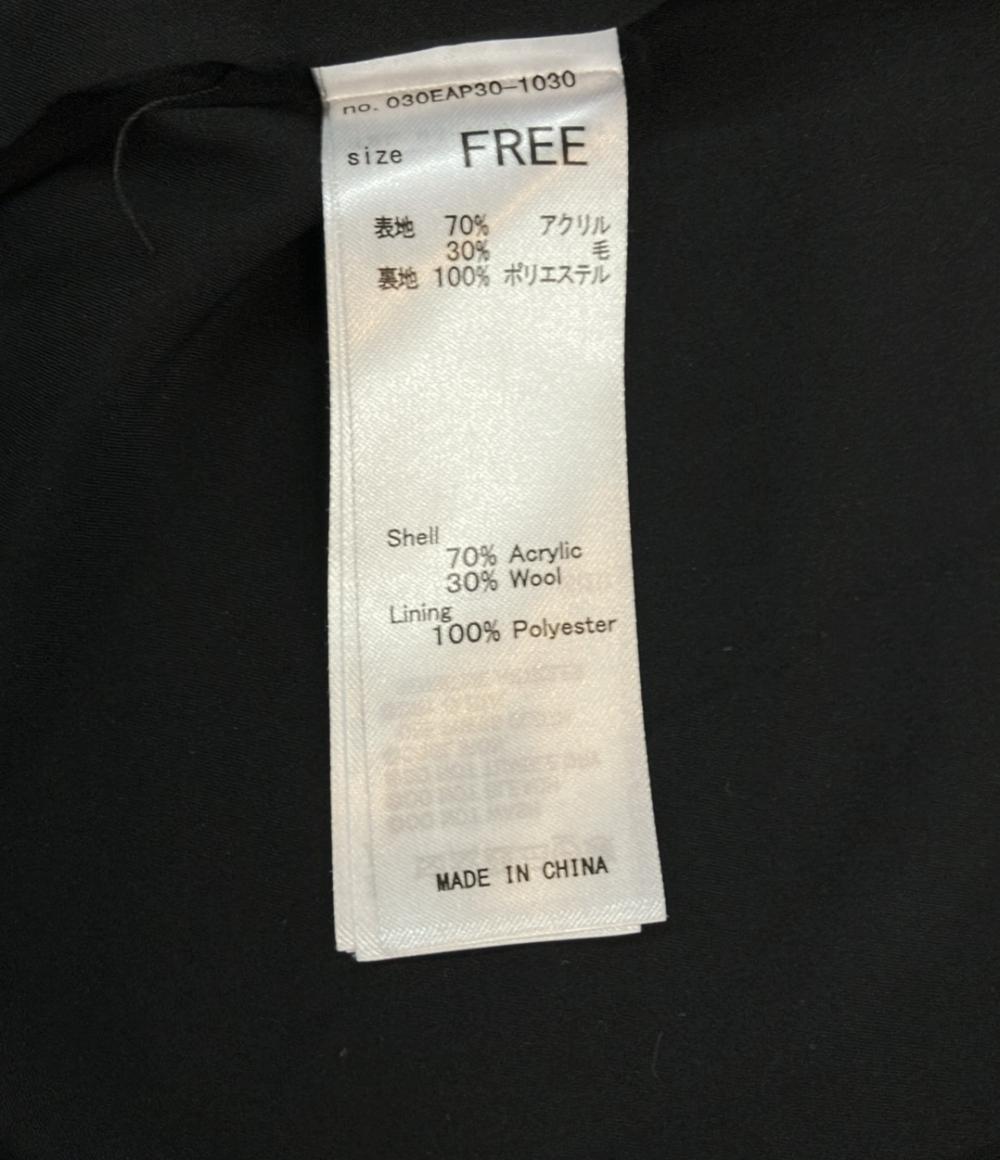 no. 030EAP30-1030
size FREE
表地 70% アクリル
30% 毛
裏地 100% ポリエステル
Shell
70% Acrylic
30% Wool
Lining
100% Polyester
MADE IN CHINA